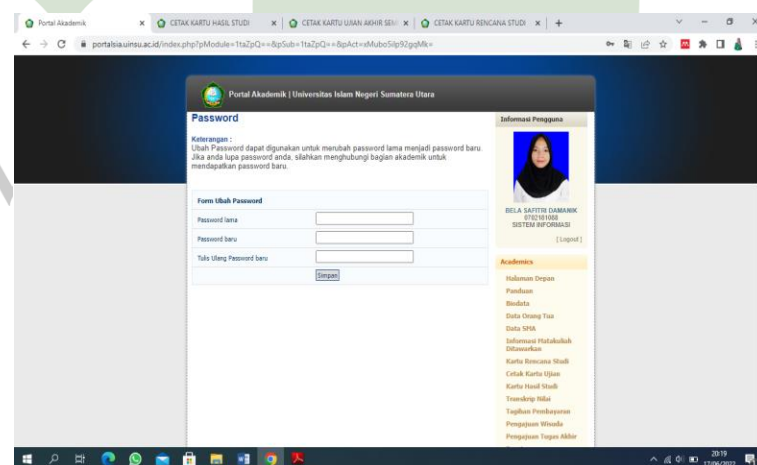 Portal Akademik
CETAK KARTU HASIL STUDI
CETAK KARTU UJIAN AKHIR SEM
CETAK KARTU RENCANA STUDI
portalsia.uinsu.ac.id/index.php?pModule=1taZpQ==&pSub=1taZpQ==&pAct=xMuboSilp92gqMk=
Portal Akademik | Universitas Islam Negeri Sumatera Utara
Password
Keterangan :
Ubah Password dapat digunakan untuk merubah password lama menjadi password baru.
Jika anda lupa password anda, silahkan menghubungi bagian akademik untuk
mendapatkan password baru.
Form Ubah Password
Password lama
Password baru
Tulis Ulang Password baru
Simpan
Informasi Pengguna
BELA SAFITRI DAMANIK
0702181088
SISTEM INFORMASI
[ Logout ]
Academics
Halaman Depan
Panduan
Biodata
Data Orang Tua
Data SMA
Informasi Matakuliah
Ditawarkan
Kartu Rencana Studi
Cetak Kartu Ujian
Kartu Hasil Studi
Transkrip Nilai
Tagihan Pembayaran
Pengajuan Wisuda
Pengajuan Tugas Akhir
20:19
17/06/2022